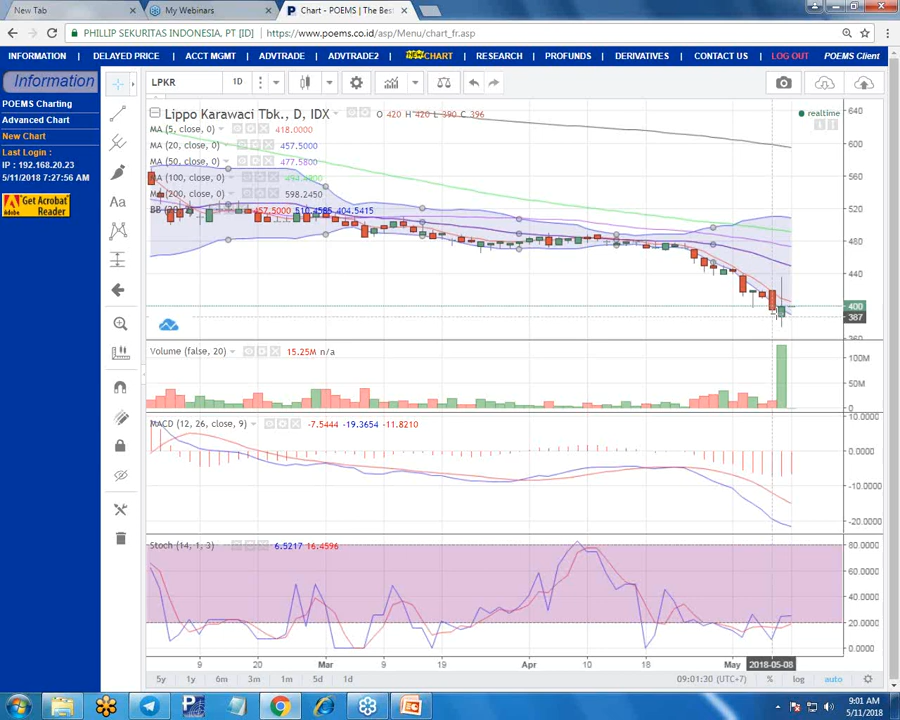 New Tab
My Webinars
Chart - POEMS | The Bes
PHILLIP SEKURITAS INDONESIA. PT [ID]
https://www.poems.co.id/asp/Menu/chart_fr.asp
INFORMATION DELAYED PRICE ACCT MGMT ADVTRADE ADVTRADE2 NEW CHART RESEARCH PROFUNDS DERIVATIVES CONTACT US LOG OUT POEMS Client
Information
POEMS Charting
Advanced Chart
New Chart
Last Login :
IP : 192.168.20.23
5/11/2018 7:27:56 AM
Get Acrobat
Reader
LPKR 1D
Lippo Karawaci Tbk., D, IDX O 420 H 420 L 390 C 396
realtime
MA (5, close, 0) 418.0000
MA (20, close, 0) 457.5000
MA (50, close, 0) 477.5800
MA (100, close, 0)
MA (200, close, 0) 598.2450
457.5000 404.5415
640
600
560
520
480
440
400
387
360
Volume (false, 20) 15.25M n/a
100M
50M
0
MACD (12, 26, close, 9) -7.5444 -19.3654 -11.8210
10.0000
0.0000
-10.0000
-20.0000
Stoch (14, 1, 3) 6.5217 16.4596
80.0000
60.0000
40.0000
20.0000
0.0000
9 20 Mar 9 19 Apr 10 18 May 2018-05-08
5y 1y 6m 3m 1m 5d 1d 09:01:30 (UTC+7) % log auto
9:01 AM
5/11/2018